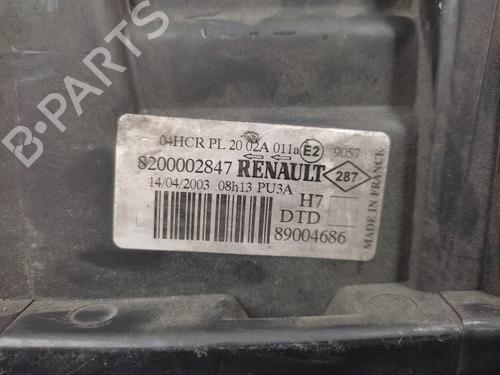 04HCR PL 20 02A 011a E2 9057
8200002847 RENAULT 287
14/04/2003 08h13 PU3A H7
DTD
89004686
MADE IN FRANCE
B-PARTS